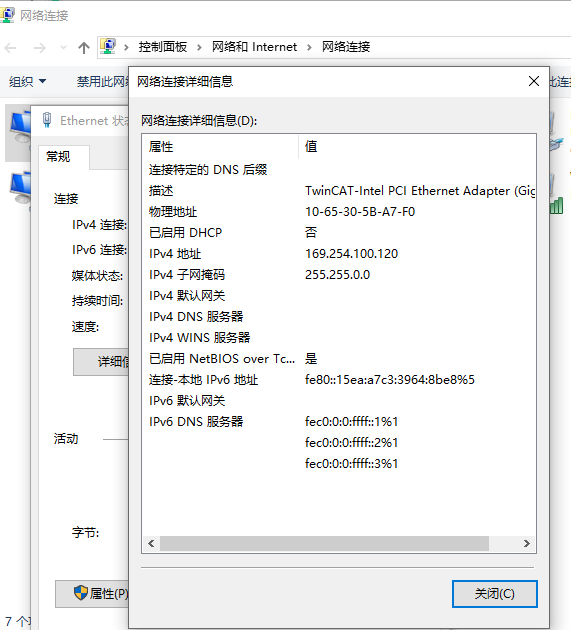 网络连接
控制面板 › 网络和 Internet › 网络连接
组织 禁用此网
网络连接详细信息
Ethernet 状
常规
连接
IPv4 连接:
IPv6 连接:
媒体状态:
持续时间:
速度:
详细信
活动
字节:
属性(P)
网络连接详细信息(D):
属性 值
连接特定的 DNS 后缀
描述 TwinCAT-Intel PCI Ethernet Adapter (Gig
物理地址 10-65-30-5B-A7-F0
已启用 DHCP 否
IPv4 地址 169.254.100.120
IPv4 子网掩码 255.255.0.0
IPv4 默认网关
IPv4 DNS 服务器
IPv4 WINS 服务器
已启用 NetBIOS over Tc... 是
连接-本地 IPv6 地址 fe80::15ea:a7c3:3964:8be8%5
IPv6 默认网关
IPv6 DNS 服务器 fec0:0:0:ffff::1%1
fec0:0:0:ffff::2%1
fec0:0:0:ffff::3%1
关闭(C)
7 个